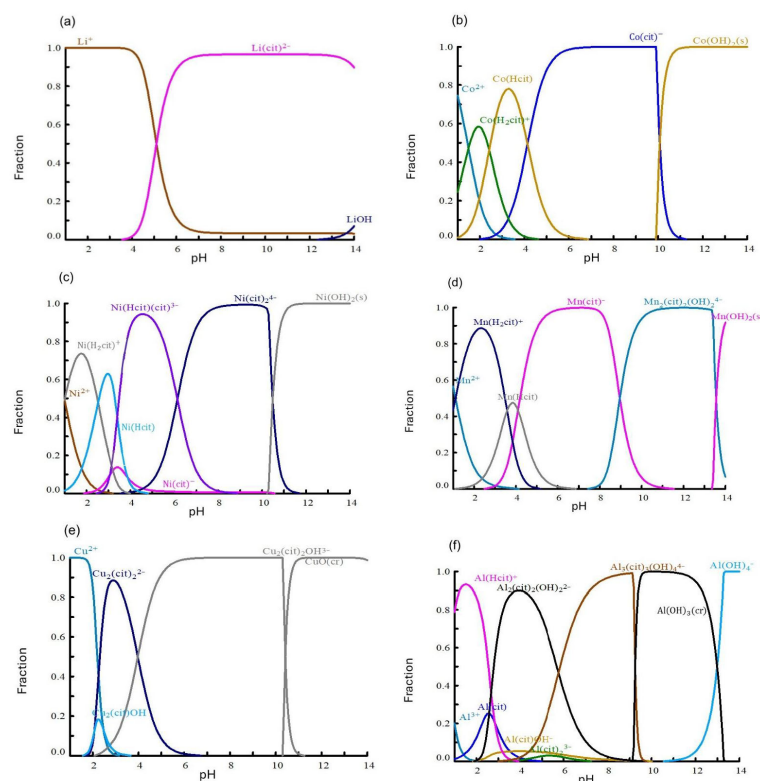 (a)
Li⁺
Li(cit)²⁻
LiOH
1.0
0.8
0.6
0.4
0.2
0.0
Fraction
2 4 6 8 10 12 14
pH
(b)
Co²⁺
Co(Hcit)
Co(H₂cit)⁺
Co(cit)⁻
Co(OH)₂(s)
1.0
0.8
0.6
0.4
0.2
0.0
Fraction
2 4 6 8 10 12 14
pH
(c)
Ni(H₂cit)⁺
Ni²⁺
Ni(Hcit)(cit)³⁻
Ni(Hcit)
Ni(cit)⁻
Ni(cit)₂⁴⁻
Ni(OH)₂(s)
1.0
0.8
0.6
0.4
0.2
0.0
Fraction
2 4 6 8 10 12 14
pH
(d)
Mn(H₂cit)⁺
Mn²⁺
Mn(Hcit)
Mn(cit)⁻
Mn₂(cit)₂(OH)₂⁴⁻
Mn(OH)₂(s
1.0
0.8
0.6
0.4
0.2
0.0
Fraction
2 4 6 8 10 12 14
pH
(e)
Cu²⁺
Cu₂(cit)₂²⁻
Cu₂(cit)OH
Cu₂(cit)₂OH³⁻
CuO(cr)
1.0
0.8
0.6
0.4
0.2
0.0
Fraction
2 4 6 8 10 12 14
pH
(f)
Al(Hcit)⁺
Al³⁺
Al(cit)
Al₂(cit)₂(OH)₂²⁻
Al(cit)OH⁻
Al(cit)₂³⁻
Al₃(cit)₃(OH)₄⁴⁻
Al(OH)₃(cr)
Al(OH)₄⁻
1.0
0.8
0.6
0.4
0.2
0.0
Fraction
2 4 6 8 10 12 14
pH